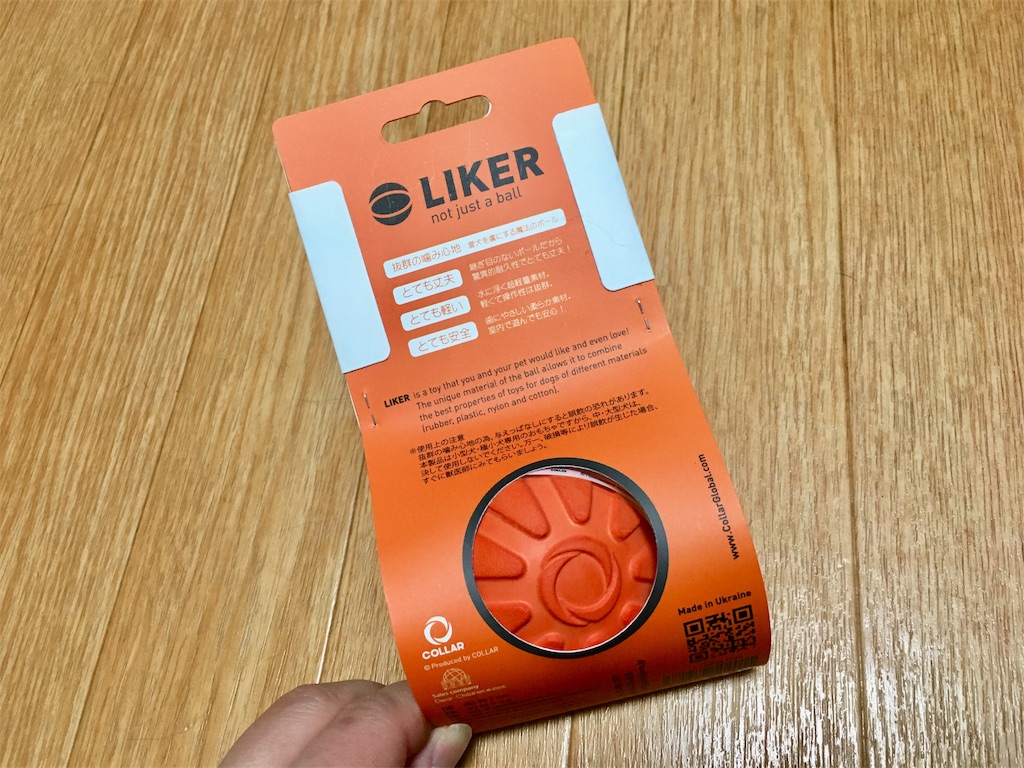 LIKER
not just a ball
抜群の噛み心地 愛犬を虜にする魔法のボール
とても丈夫 継ぎ目のないボールだから
驚異的耐久性でとても丈夫！
とても軽い 水に浮く超軽量素材。
軽くて操作性は抜群。
とても安全 歯にやさしい柔らか素材。
室内で遊んでも安心！
LIKER is a toy that you and your pet would like and even love!
The unique material of the ball allows it to combine
the best properties of toys for dogs of different materials
(rubber, plastic, nylon and cotton).
※使用上の注意
抜群の噛み心地の為、与えっぱなしにすると誤飲の恐れがあります。
本製品は小型犬・極小犬専用のおもちゃですから、中・大型犬は、
決して使用しないでください。万一、破損等により誤飲が生じた場合、
すぐに獣医師にみてもらいましょう。
COLLAR
www.CollarGlobal.com
Made in Ukraine
COLLAR
© Produced by COLLAR
Sales company